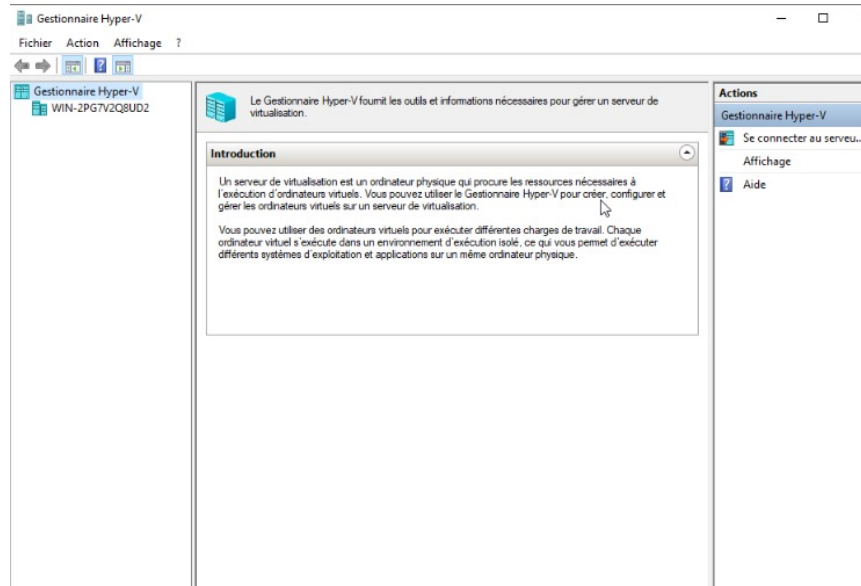 Gestionnaire Hyper-V
Fichier Action Affichage ?
Gestionnaire Hyper-V
WIN-2PG7V2Q8UD2
Le Gestionnaire Hyper-V fournit les outils et informations nécessaires pour gérer un serveur de
virtualisation.
Introduction
Un serveur de virtualisation est un ordinateur physique qui procure les ressources nécessaires à
l'exécution d'ordinateurs virtuels. Vous pouvez utiliser le Gestionnaire Hyper-V pour créer, configurer et
gérer les ordinateurs virtuels sur un serveur de virtualisation.
Vous pouvez utiliser des ordinateurs virtuels pour exécuter différentes charges de travail. Chaque
ordinateur virtuel s'exécute dans un environnement d'exécution isolé, ce qui vous permet d'exécuter
différents systèmes d'exploitation et applications sur un même ordinateur physique.
Actions
Gestionnaire Hyper-V
Se connecter au serveu...
Affichage
Aide